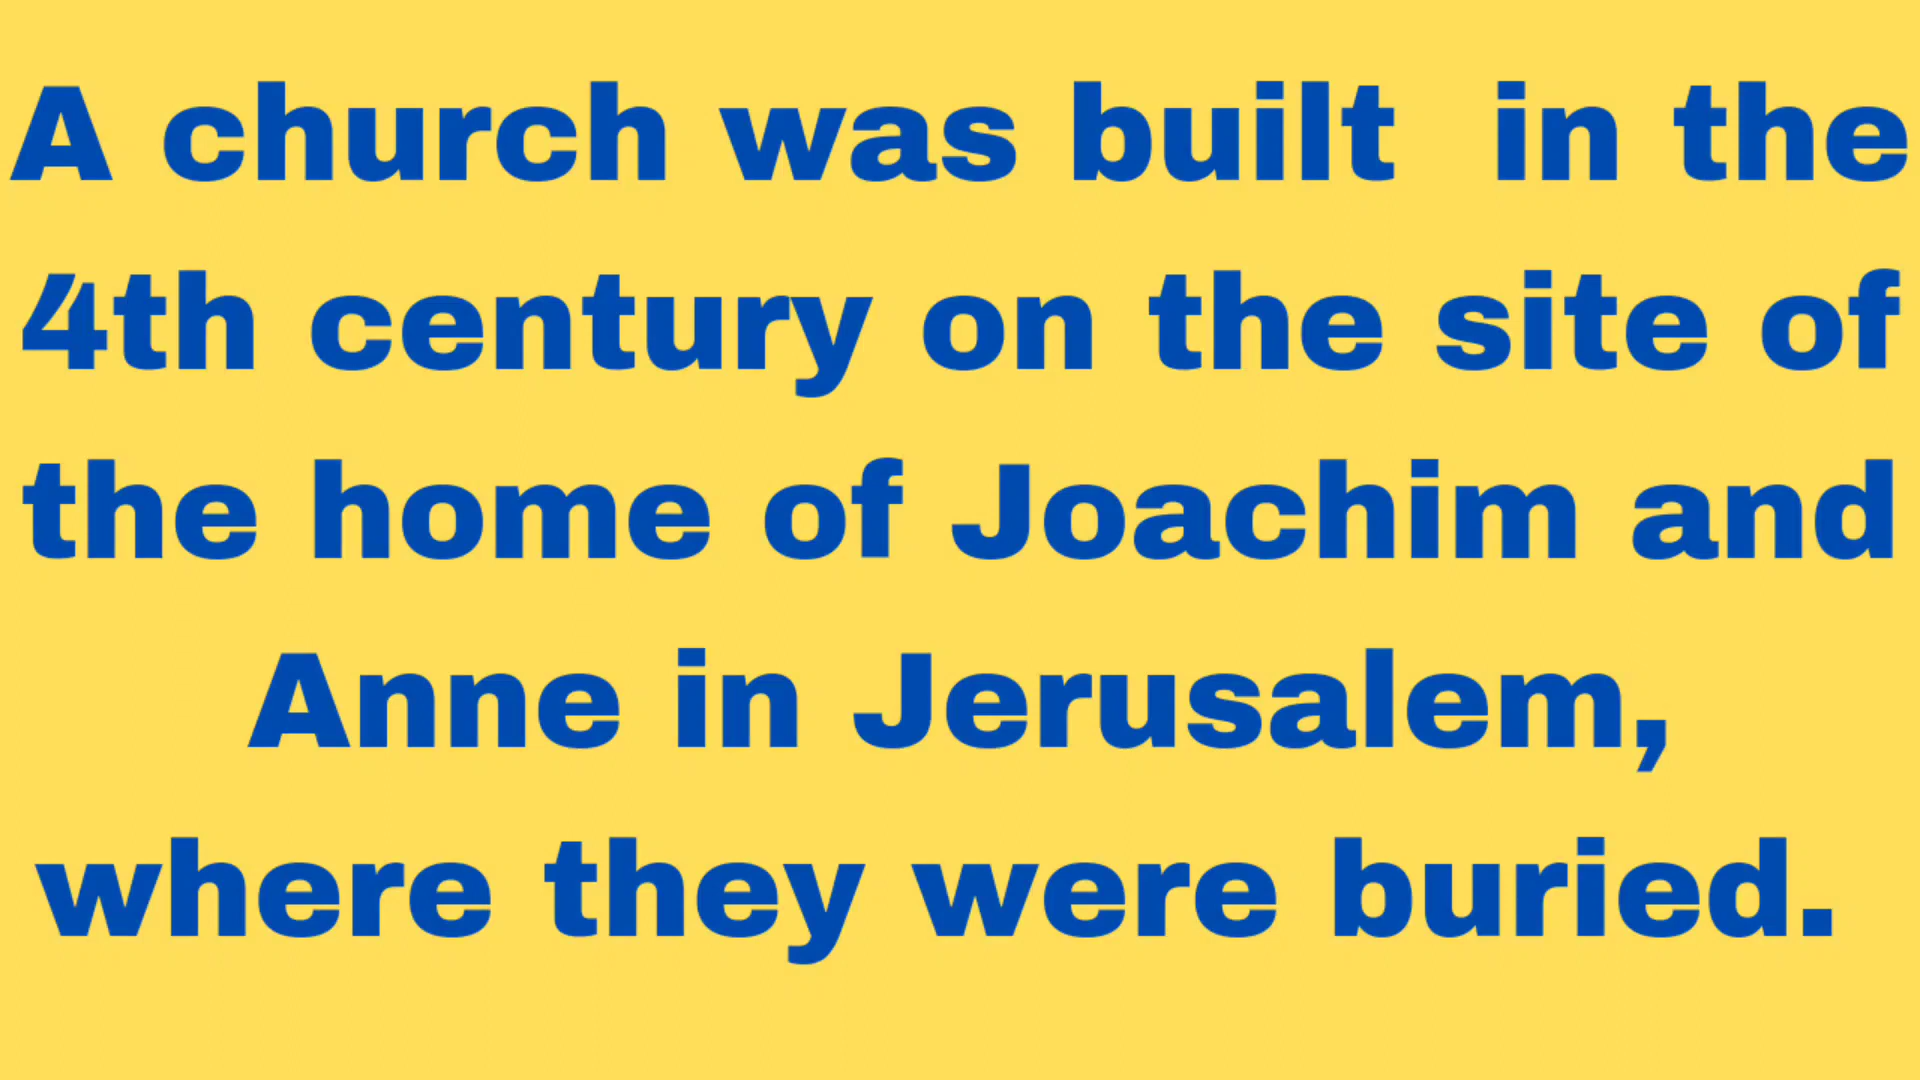 A church was built  in the
4th century on the site of
the home of Joachim and
Anne in Jerusalem,
where they were buried.